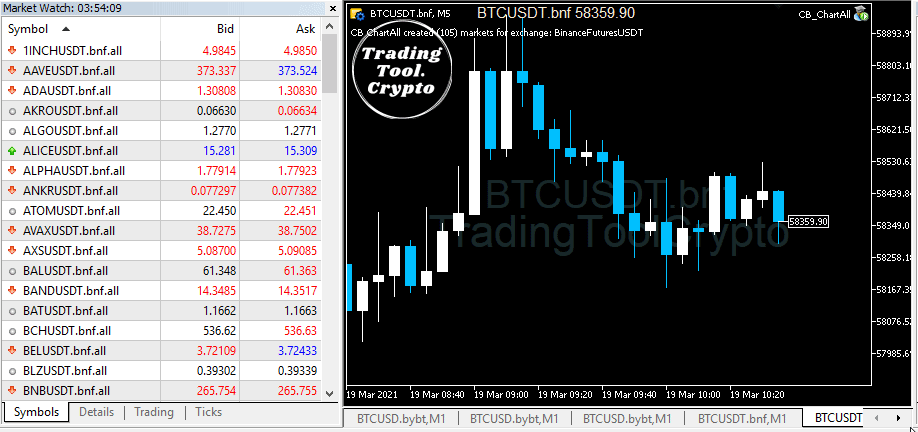 Market Watch: 03:54:09
Symbol Bid Ask
1INCHUSDT.bnf.all 4.9845 4.9850
AAVEUSDT.bnf.all 373.337 373.524
ADAUSDT.bnf.all 1.30808 1.30830
AKROUSDT.bnf.all 0.06630 0.06634
ALGOUSDT.bnf.all 1.2770 1.2771
ALICEUSDT.bnf.all 15.281 15.309
ALPHAUSDT.bnf.all 1.77914 1.77923
ANKRUSDT.bnf.all 0.077297 0.077382
ATOMUSDT.bnf.all 22.450 22.451
AVAXUSDT.bnf.all 38.7275 38.7502
AXSUSDT.bnf.all 5.08700 5.09085
BALUSDT.bnf.all 61.348 61.363
BANDUSDT.bnf.all 14.3485 14.3517
BATUSDT.bnf.all 1.1662 1.1663
BCHUSDT.bnf.all 536.62 536.63
BELUSDT.bnf.all 3.72109 3.72433
BLZUSDT.bnf.all 0.39302 0.39339
BNBUSDT.bnf.all 265.754 265.755
Symbols Details Trading Ticks
BTCUSDT.bnf, M5 BTCUSDT.bnf 58359.90 CB_ChartAll
CB_ChartAll created (105) markets for exchange: BinanceFuturesUSDT
Trading
Tool.
Crypto
BTCUSDT.bnf
TradingToolCrypto
58893.99
58803.10
58712.3
58621.50
58530.6
58439.84
58359.90
58349.00
58258.18
58167.3
58076.5
57985.6
19 Mar 2021 19 Mar 08:40 19 Mar 09:00 19 Mar 09:20 19 Mar 09:40 19 Mar 10:00 19 Mar 10:20
BTCUSD.bybt,M1 BTCUSD.bybt,M1 BTCUSD.bybt,M1 BTCUSDT.bnf,M1 BTCUSDT